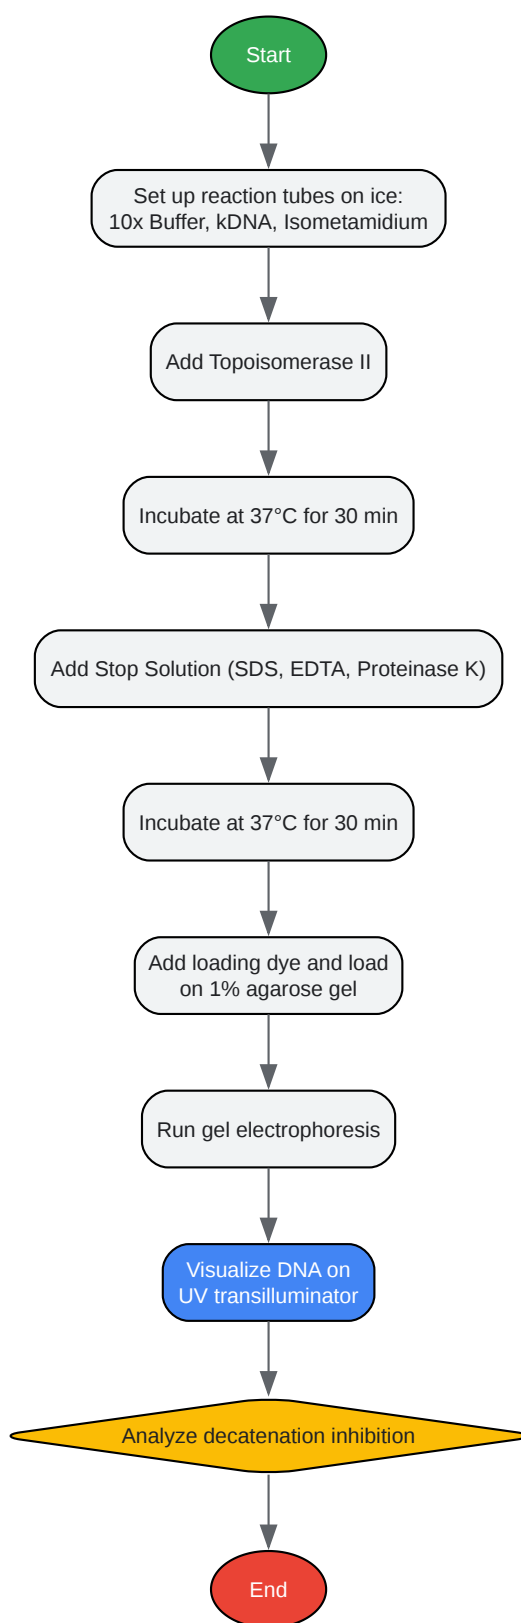 Start
Set up reaction tubes on ice:
10x Buffer, kDNA, Isometamidium
Add Topoisomerase II
Incubate at 37°C for 30 min
Add Stop Solution (SDS, EDTA, Proteinase K)
Incubate at 37°C for 30 min
Add loading dye and load
on 1% agarose gel
Run gel electrophoresis
Visualize DNA on
UV transilluminator
Analyze decatenation inhibition
End